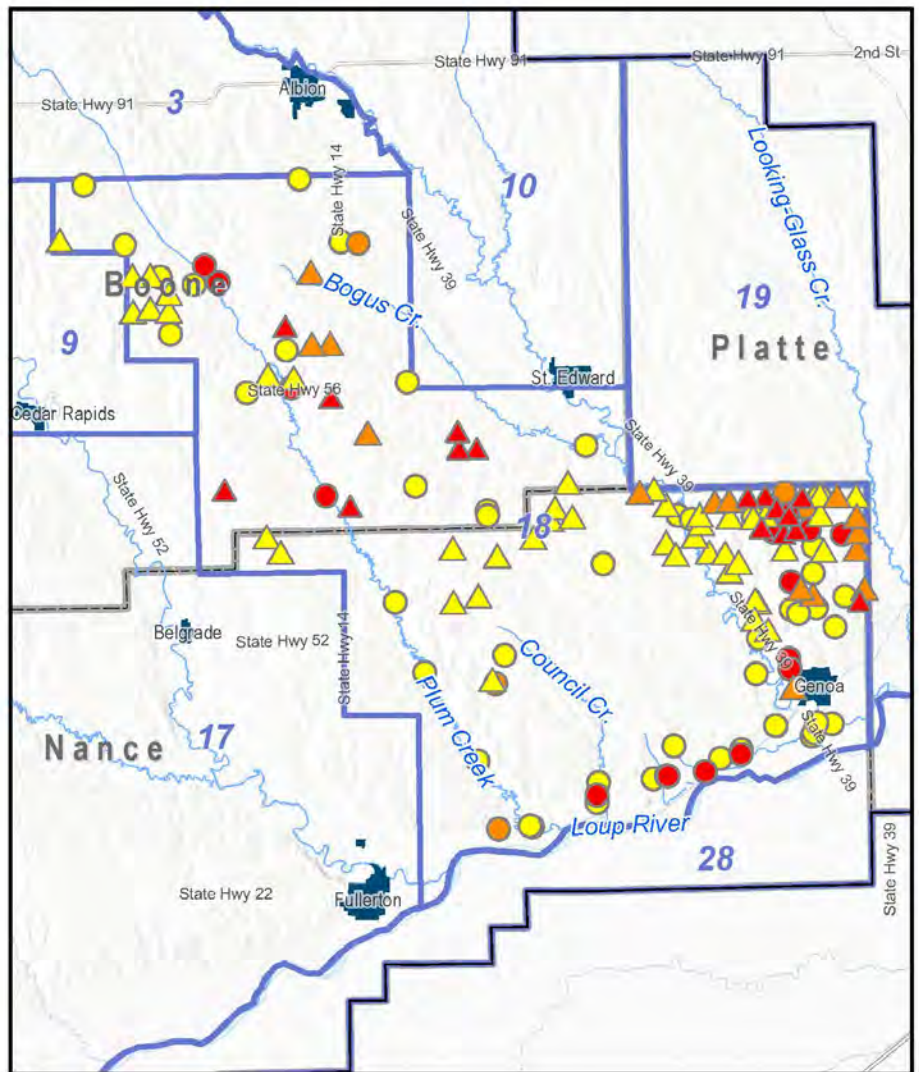 State Hwy 91
State Hwy 91
2nd St
Albion
State Hwy 91
3
Looking-Glass Cr.
10
State Hwy 14
State Hwy 39
Boone
Bogus Cr.
19
9
Platte
St. Edward
State Hwy 56
Cedar Rapids
State Hwy 39
State Hwy 52
18
State Hwy 39
Belgrade
State Hwy 52
State Hwy 14
Council Cr.
Genoa
Plum Creek
17
Nance
State Hwy 39
Loup River
28
State Hwy 39
State Hwy 22
Fullerton